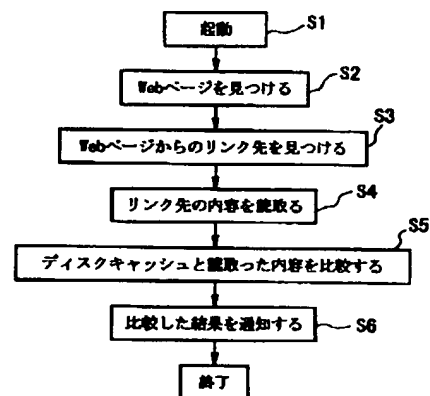 起動 S1
Webページを見つける S2
Webページからのリンク先を見つける S3
リンク先の内容を読取る S4
ディスクキャッシュと読取った内容を比較する S5
比較した結果を通知する S6
終了